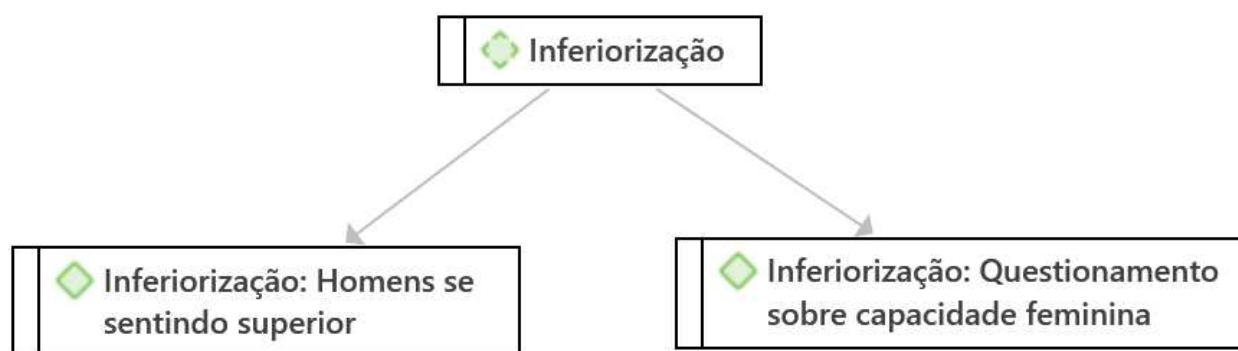 Inferiorização
Inferiorização: Homens se
sentindo superior
Inferiorização: Questionamento
sobre capacidade feminina